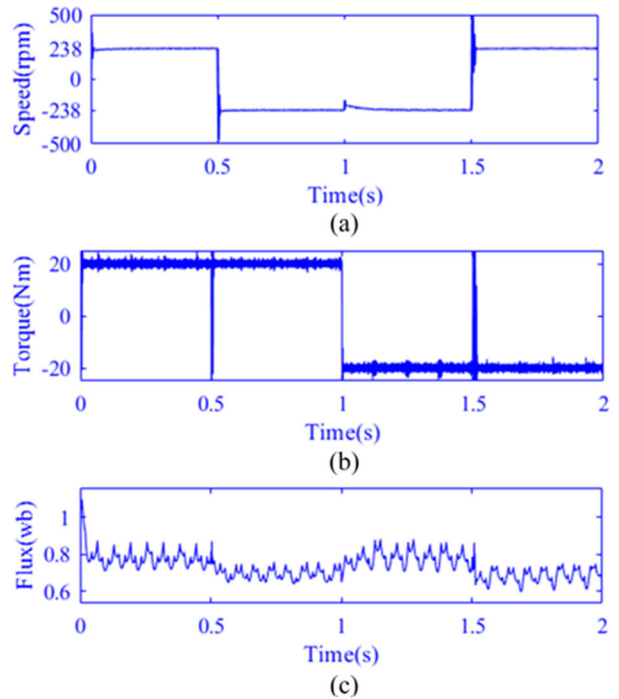 500
238
0
-238
-500
Speed(rpm)
0 0.5 1 1.5 2
Time(s)
(a)
20
0
-20
Torque(Nm)
0 0.5 1 1.5 2
Time(s)
(b)
1
0.8
0.6
Flux(wb)
0 0.5 1 1.5 2
Time(s)
(c)